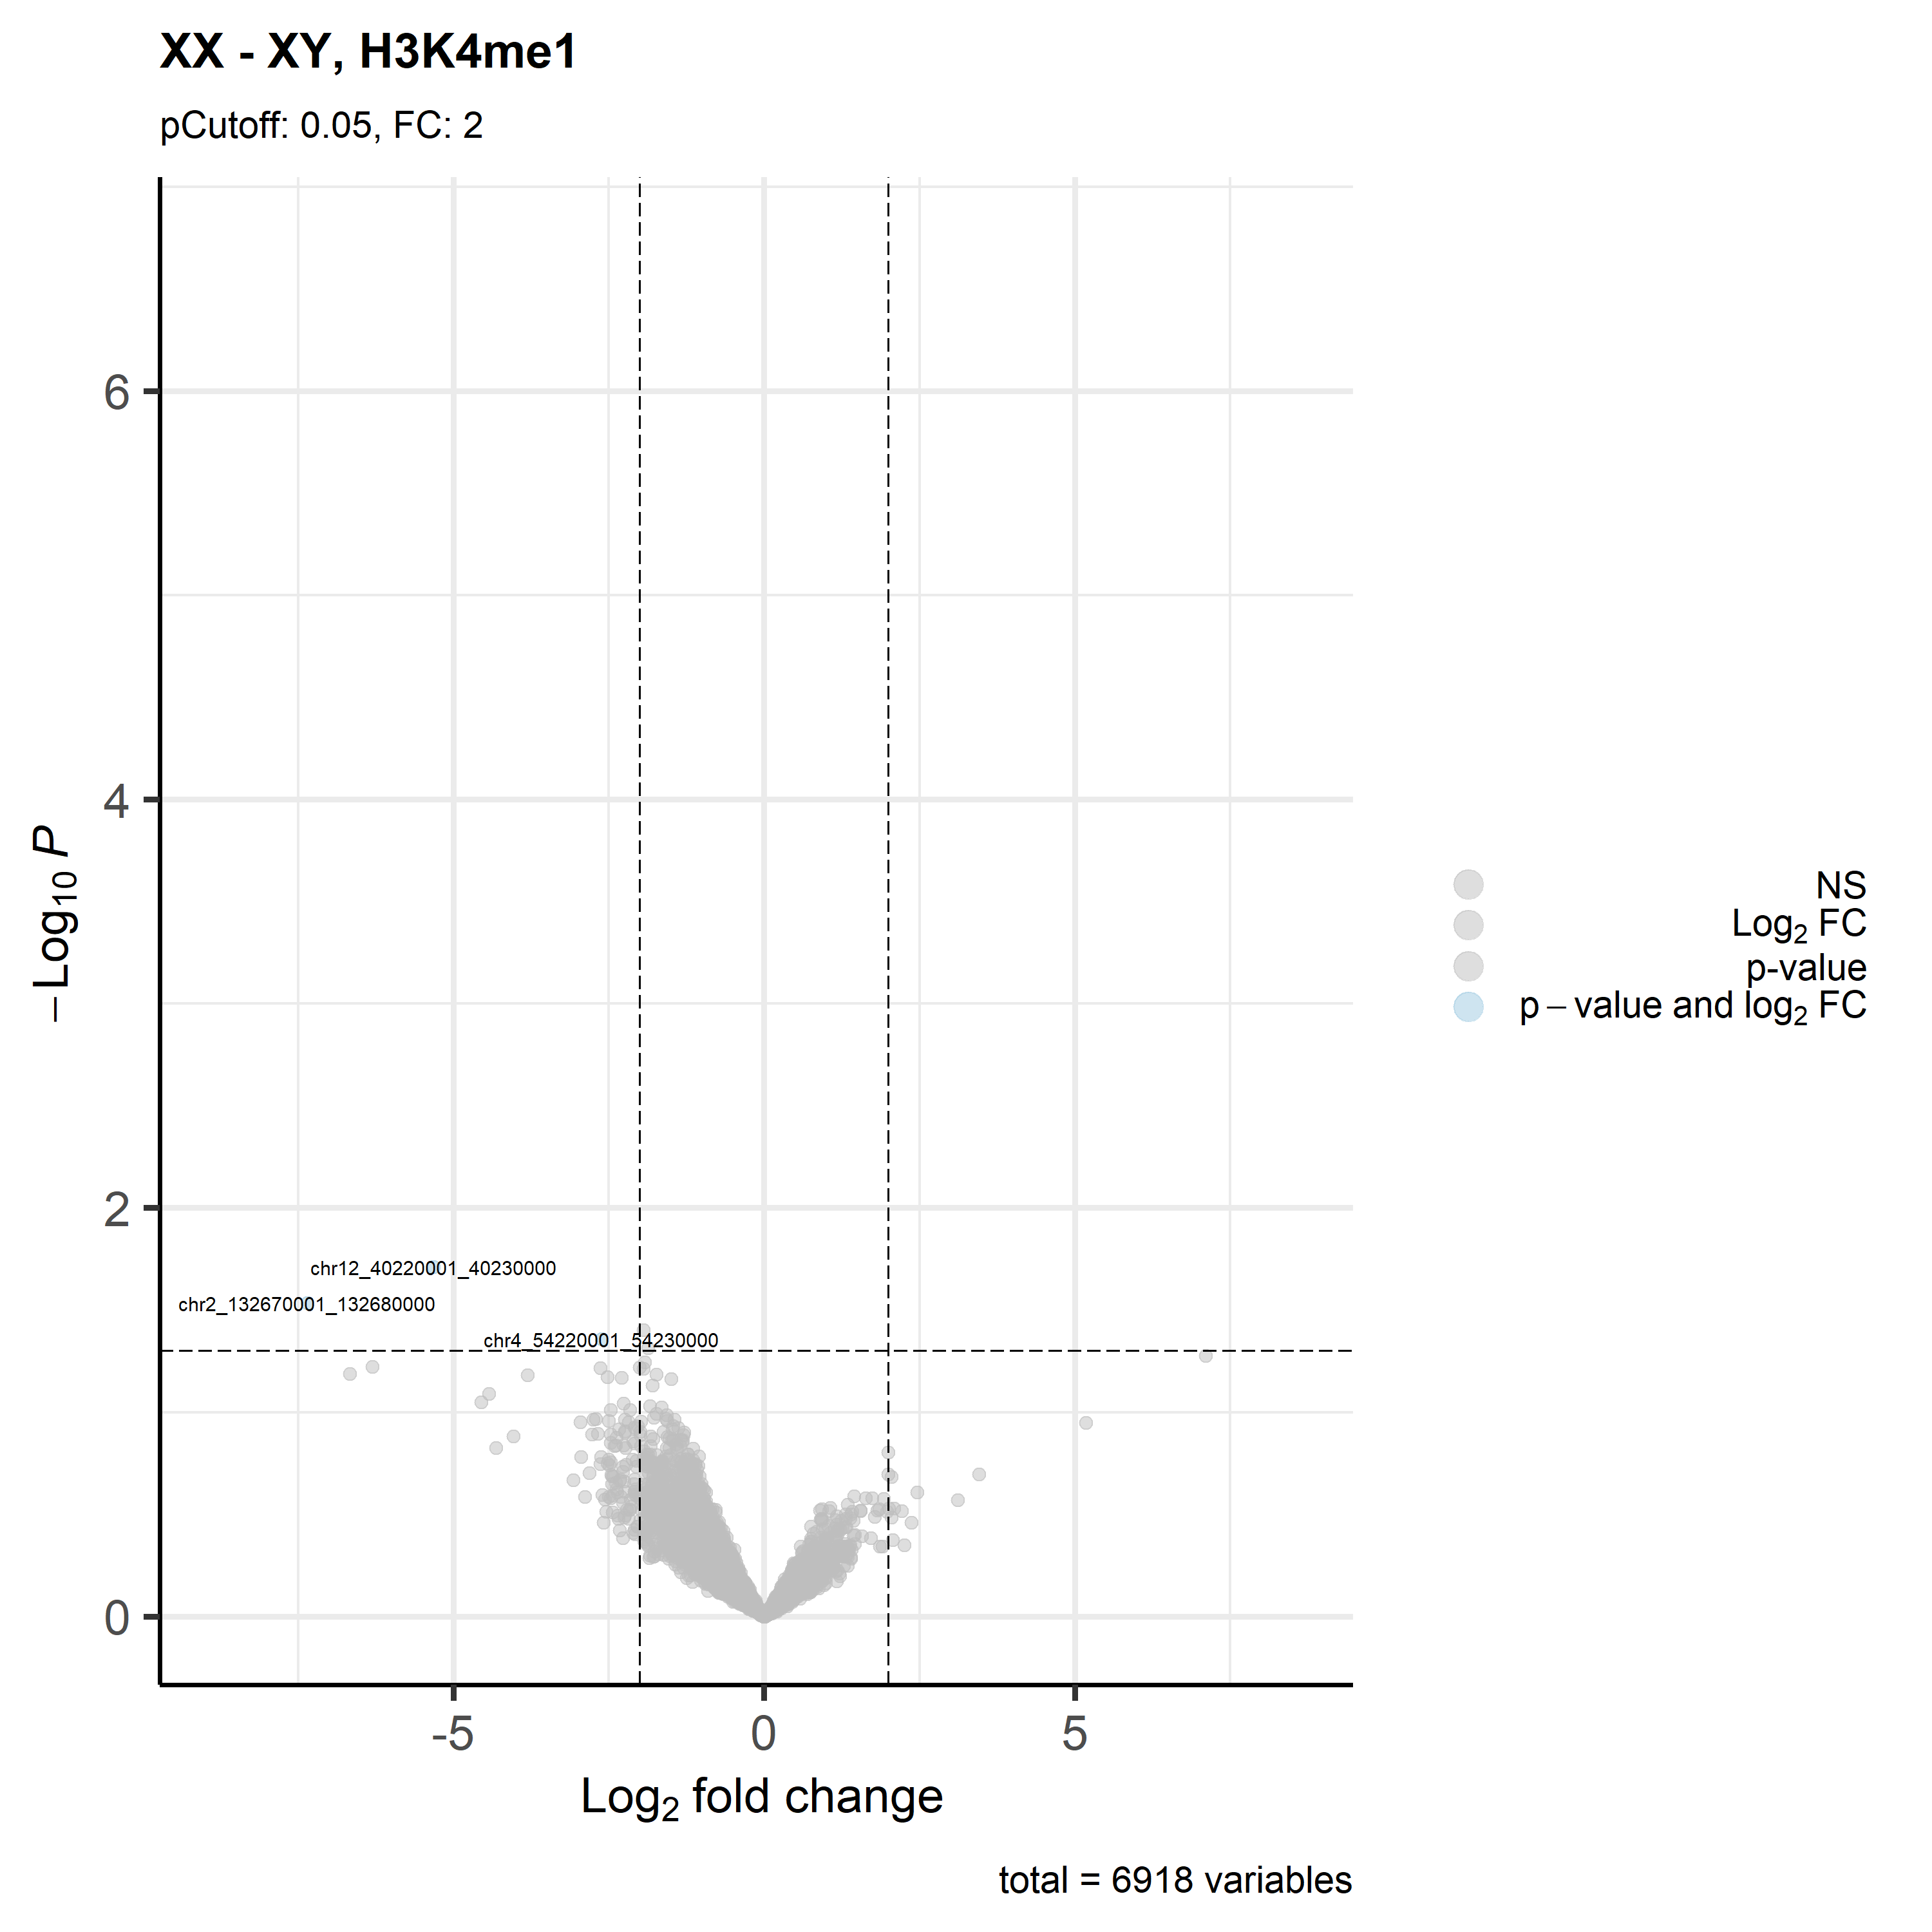 XX - XY, H3K4me1
pCutoff: 0.05, FC: 2
6
4
2
0
−Log10 P
chr12_40220001_40230000
chr2_132670001_132680000
chr4_54220001_54230000
-5 0 5
Log2 fold change
NS
Log2 FC
p-value
p − value and log2 FC
total = 6918 variables